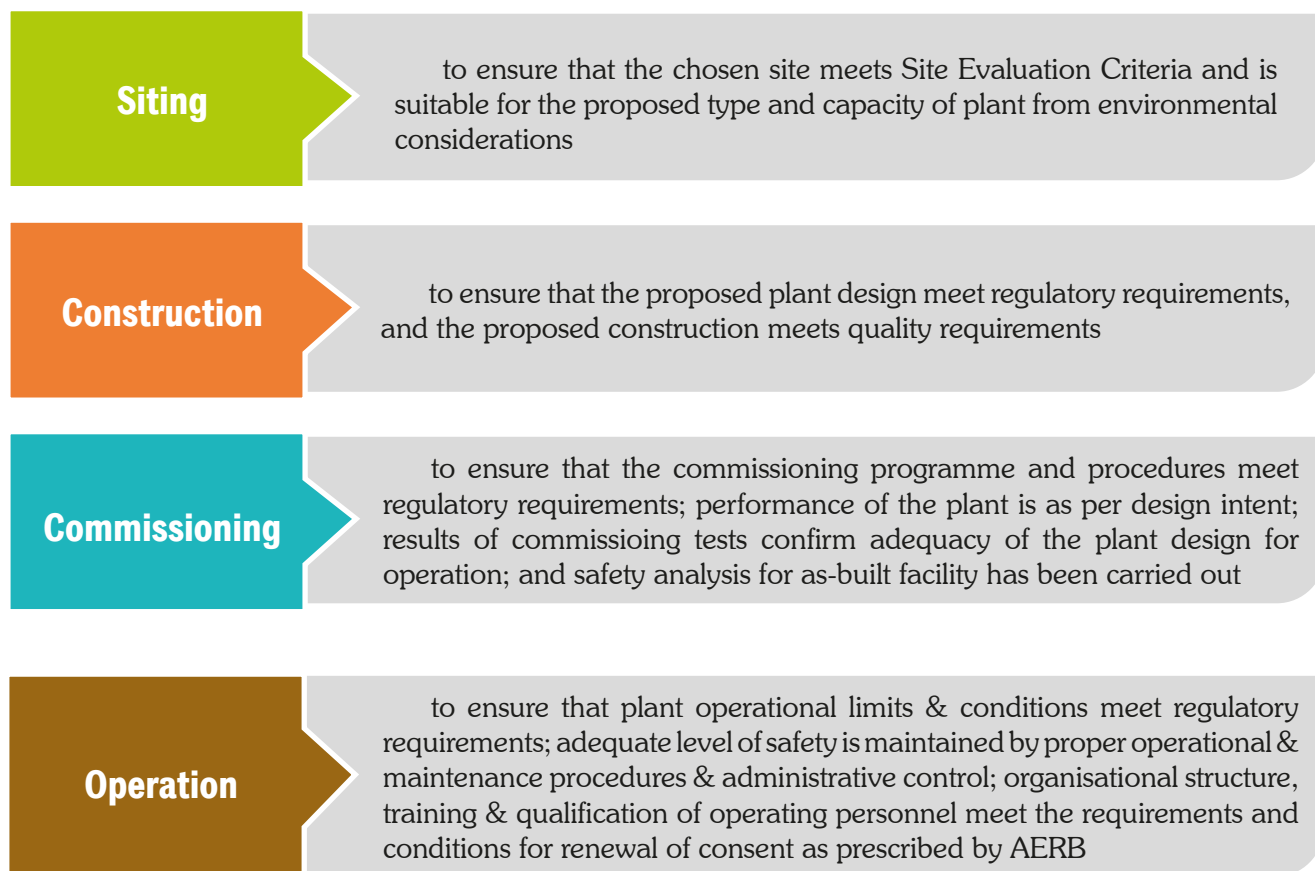 Siting
to ensure that the chosen site meets Site Evaluation Criteria and is
suitable for the proposed type and capacity of plant from environmental
considerations
Construction
to ensure that the proposed plant design meet regulatory requirements,
and the proposed construction meets quality requirements
Commissioning
to ensure that the commissioning programme and procedures meet
regulatory requirements; performance of the plant is as per design intent;
results of commissioing tests confirm adequacy of the plant design for
operation; and safety analysis for as-built facility has been carried out
Operation
to ensure that plant operational limits & conditions meet regulatory
requirements; adequate level of safety is maintained by proper operational &
maintenance procedures & administrative control; organisational structure,
training & qualification of operating personnel meet the requirements and
conditions for renewal of consent as prescribed by AERB